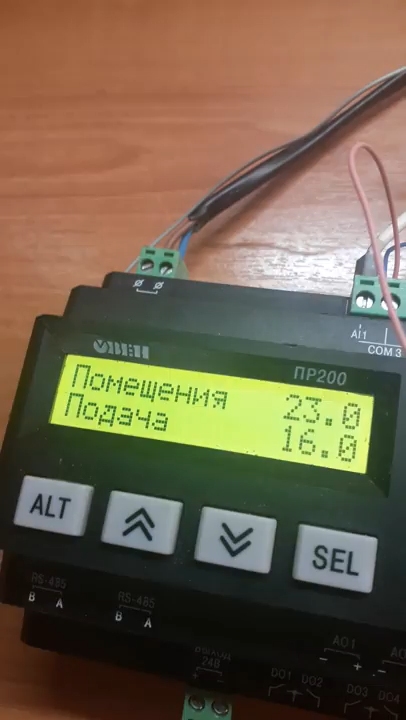 AI1
COM 3
ОВЕН
ПР200
Помещения 23.0
Подача 16.0
ALT
SEL
RS-485
B A
RS-485
B A
24В
AO1
- +
DO1 DO2
DO3 DO4